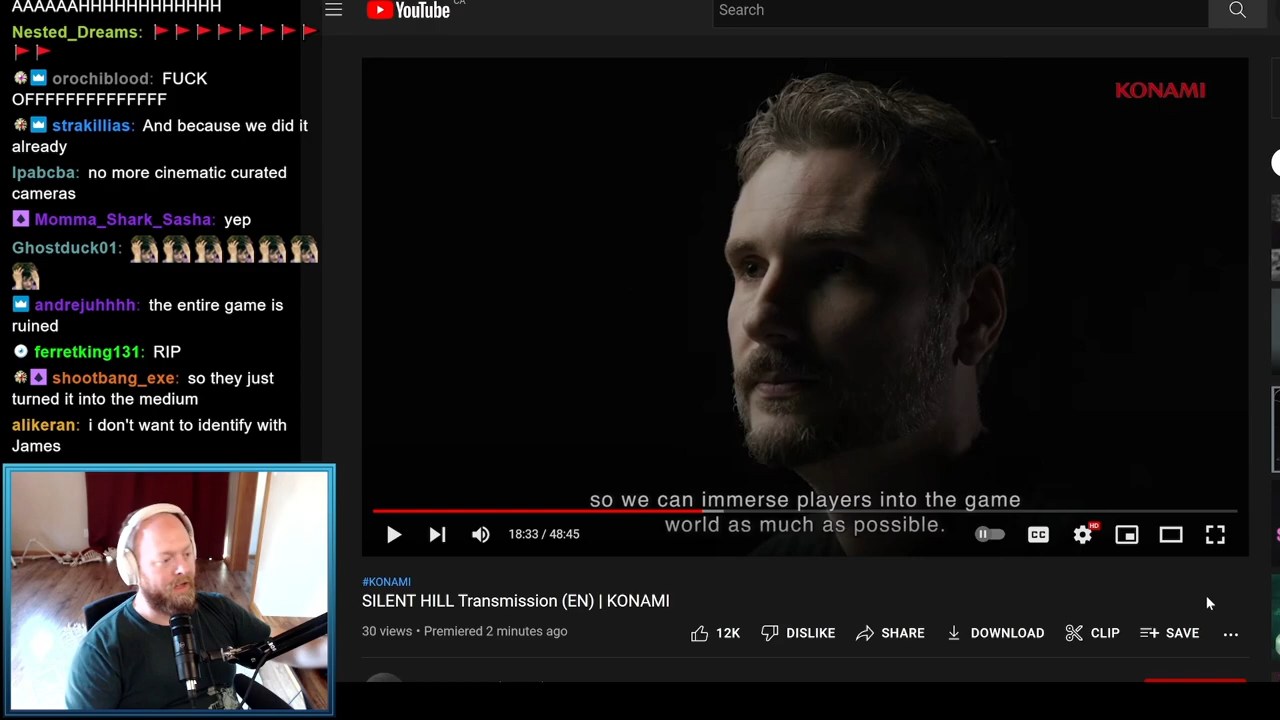 AAAAAAHHHHHHHHHHHHH
Nested_Dreams:
orochiblood: FUCK
OFFFFFFFFFFFFFF
strakillias: And because we did it
already
lpabcba: no more cinematic curated
cameras
Momma_Shark_Sasha: yep
Ghostduck01:
andrejuhhhh: the entire game is
ruined
ferretking131: RIP
shootbang_exe: so they just
turned it into the medium
alikeran: i don't want to identify with
James
YouTube CA
Search
KONAMI
so we can immerse players into the game
world as much as possible.
18:33 / 48:45
CC
HD
#KONAMI
SILENT HILL Transmission (EN) | KONAMI
30 views • Premiered 2 minutes ago
12K
DISLIKE
SHARE
DOWNLOAD
CLIP
SAVE